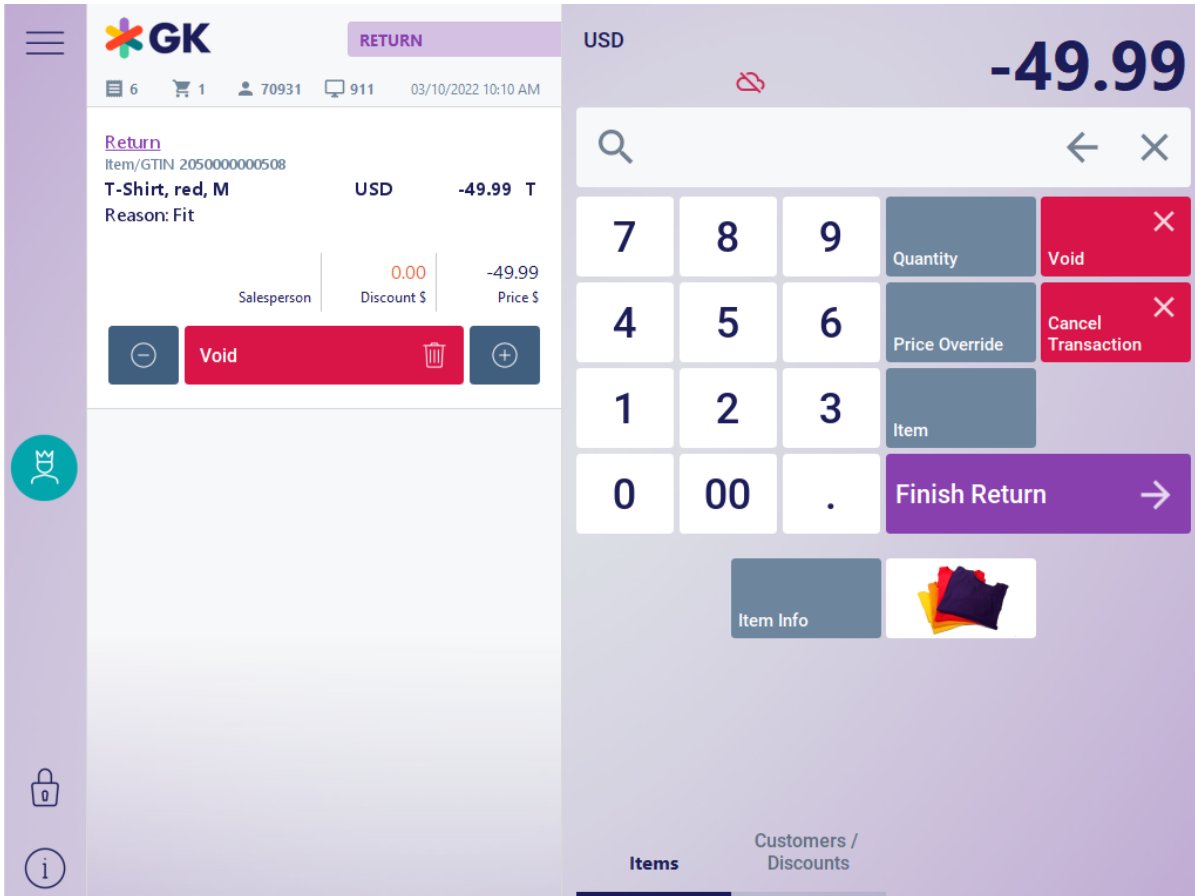 GK
RETURN
6 1 70931 911 03/10/2022 10:10 AM
Return
Item/GTIN 2050000000508
T-Shirt, red, M USD -49.99 T
Reason: Fit
0.00 -49.99
Salesperson Discount $ Price $
Void
0
i
USD
-49.99
7 8 9 Quantity Void
4 5 6 Price Override Cancel
Transaction
1 2 3 Item
0 00 . Finish Return
Item Info
Items
Customers /
Discounts